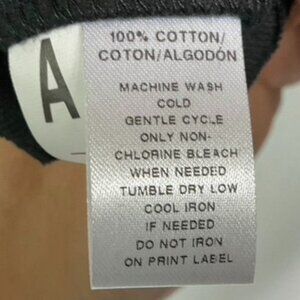 A
100% COTTON/
COTON/ALGODÓN
MACHINE WASH
COLD
GENTLE CYCLE
ONLY NON-
CHLORINE BLEACH
WHEN NEEDED
TUMBLE DRY LOW
COOL IRON
IF NEEDED
DO NOT IRON
ON PRINT LABEL